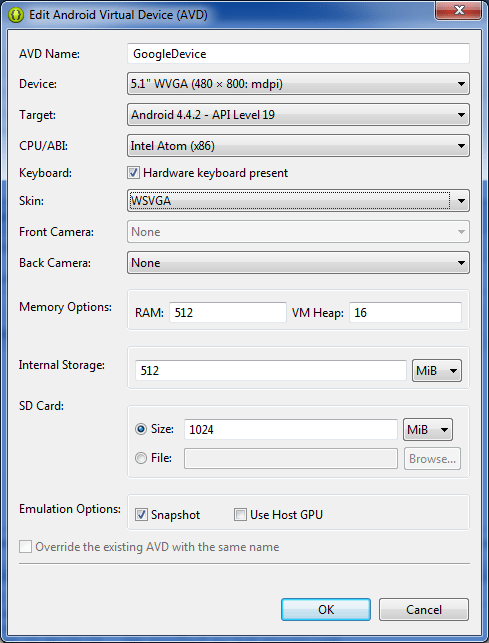 Edit Android Virtual Device (AVD)
AVD Name: GoogleDevice
Device: 5.1" WVGA (480 × 800: mdpi)
Target: Android 4.4.2 - API Level 19
CPU/ABI: Intel Atom (x86)
Keyboard: Hardware keyboard present
Skin: WSVGA
Front Camera: None
Back Camera: None
Memory Options: RAM: 512 VM Heap: 16
Internal Storage: 512 MiB
SD Card:
Size: 1024 MiB
File: Browse...
Emulation Options: Snapshot Use Host GPU
Override the existing AVD with the same name
OK Cancel